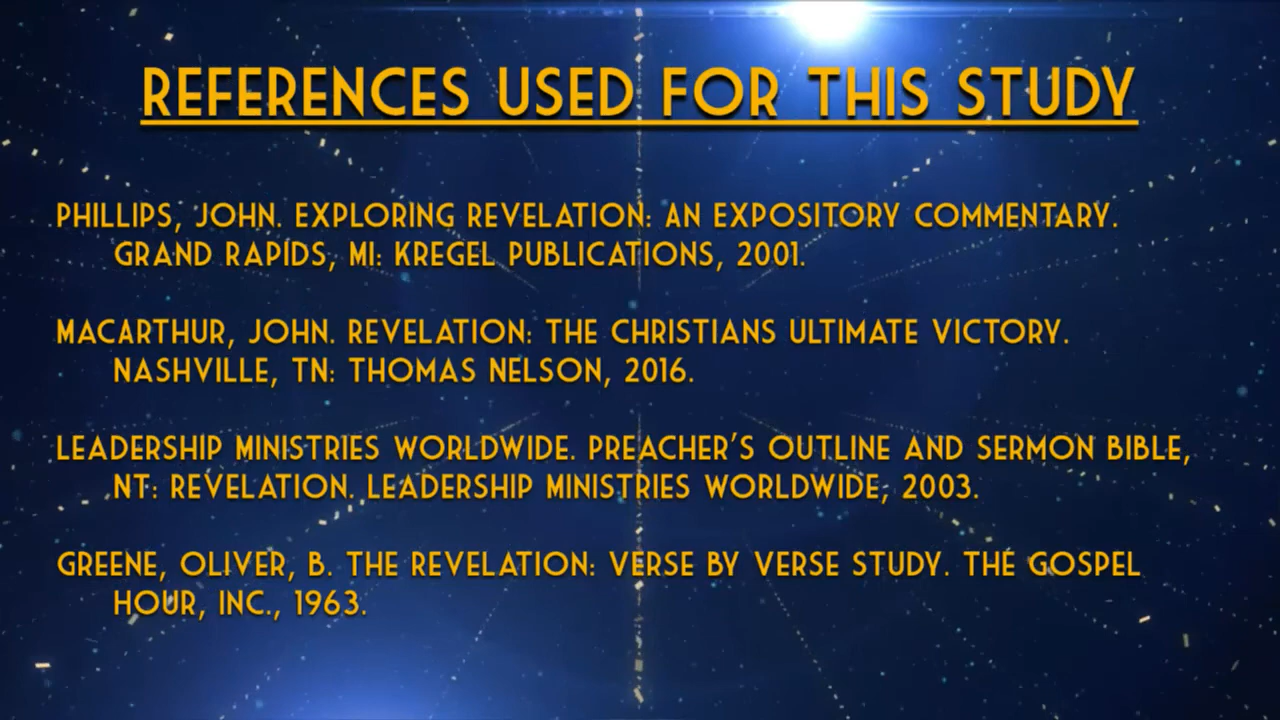 REFERENCES USED FOR THIS STUDY
PHILLIPS, JOHN. EXPLORING REVELATION: AN EXPOSITORY COMMENTARY.
GRAND RAPIDS, MI: KREGEL PUBLICATIONS, 2001.
MACARTHUR, JOHN. REVELATION: THE CHRISTIANS ULTIMATE VICTORY.
NASHVILLE, TN: THOMAS NELSON, 2016.
LEADERSHIP MINISTRIES WORLDWIDE. PREACHER'S OUTLINE AND SERMON BIBLE,
NT: REVELATION. LEADERSHIP MINISTRIES WORLDWIDE, 2003.
GREENE, OLIVER, B. THE REVELATION: VERSE BY VERSE STUDY. THE GOSPEL
HOUR, INC., 1963.